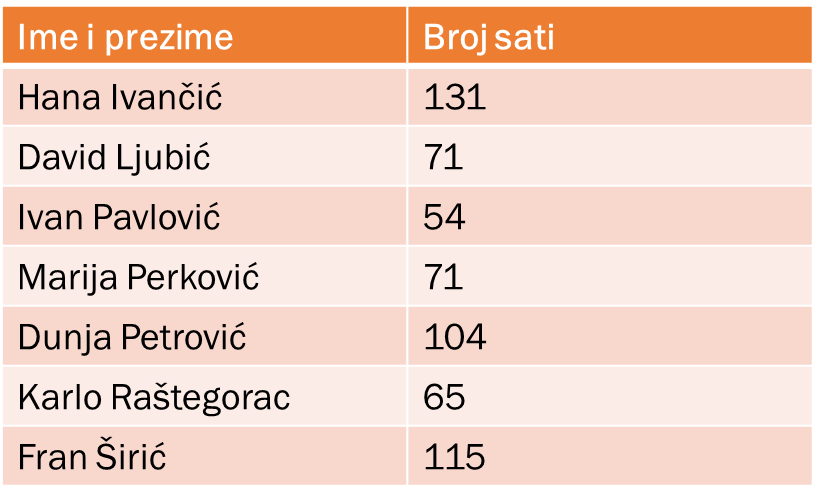 Ime i prezime Broj sati
Hana Ivančić 131
David Ljubić 71
Ivan Pavlović 54
Marija Perković 71
Dunja Petrović 104
Karlo Raštegorac 65
Fran Širić 115